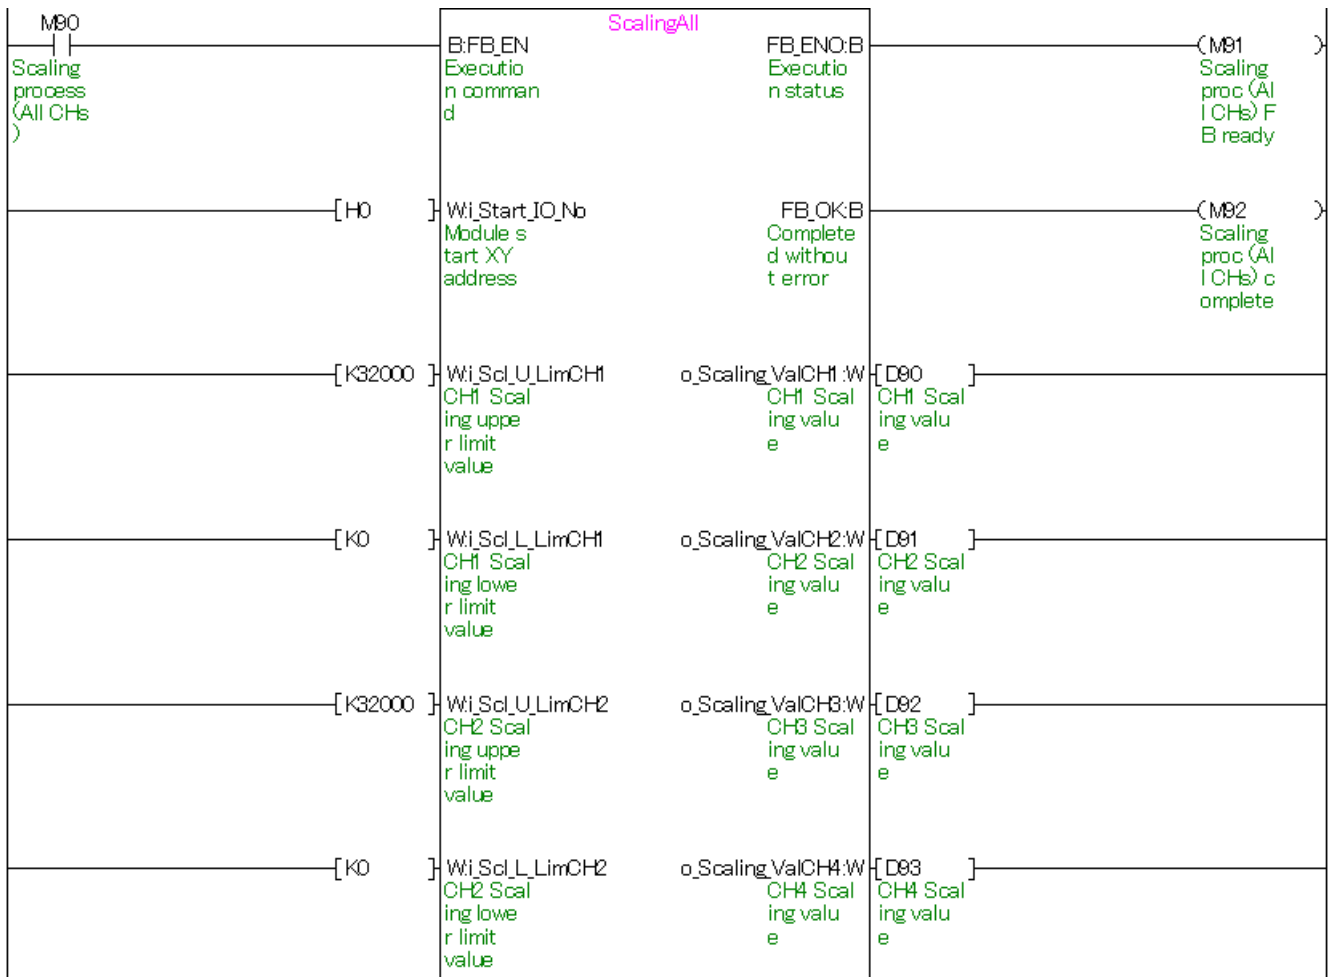 M90
ScalingAll
B:FB_EN
FB_ENO:B
(M91 )
Scaling
process
(All CHs
)
Executio
n comman
d
Executio
n status
Scaling
proc (Al
l CHs) F
B ready
[H0 ]
W:i_Start_IO_No
FB_OK:B
(M92 )
Module s
tart XY
address
Complete
d withou
t error
Scaling
proc (Al
l CHs) c
omplete
[K32000 ]
W:i_Scl_U_LimCH1
o_Scaling_ValCH1:W
[D90 ]
CH1 Scal
ing uppe
r limit
value
CH1 Scal
ing valu
e
CH1 Scal
ing valu
e
[K0 ]
W:i_Scl_L_LimCH1
o_Scaling_ValCH2:W
[D91 ]
CH1 Scal
ing lowe
r limit
value
CH2 Scal
ing valu
e
CH2 Scal
ing valu
e
[K32000 ]
W:i_Scl_U_LimCH2
o_Scaling_ValCH3:W
[D92 ]
CH2 Scal
ing uppe
r limit
value
CH3 Scal
ing valu
e
CH3 Scal
ing valu
e
[K0 ]
W:i_Scl_L_LimCH2
o_Scaling_ValCH4:W
[D93 ]
CH2 Scal
ing lowe
r limit
value
CH4 Scal
ing valu
e
CH4 Scal
ing valu
e